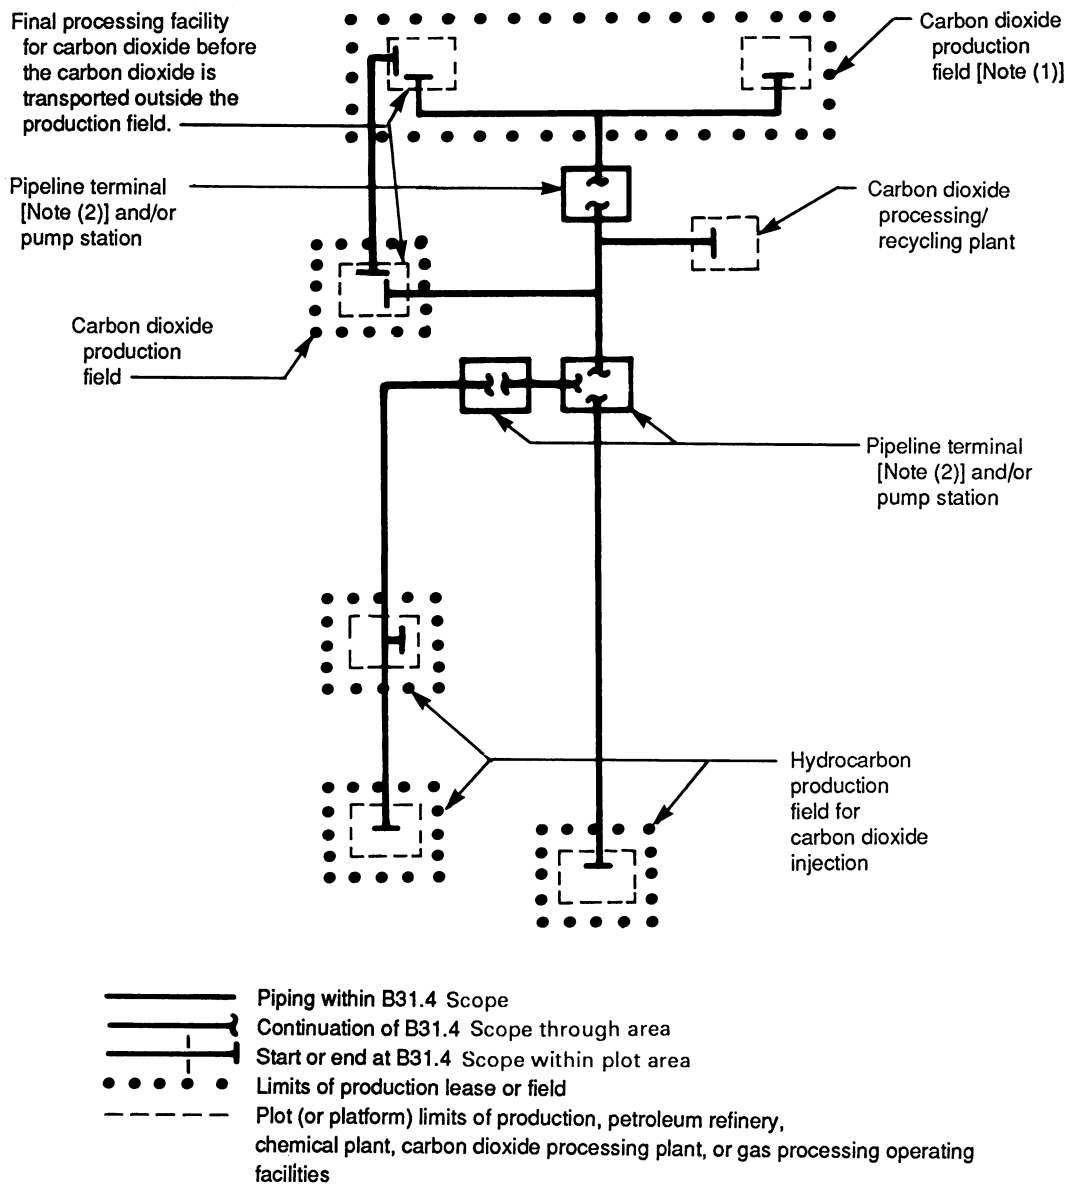 Final processing facility
for carbon dioxide before
the carbon dioxide is
transported outside the
production field.
Carbon dioxide
production
field [Note (1)]
Pipeline terminal
[Note (2)] and/or
pump station
Carbon dioxide
processing/
recycling plant
Carbon dioxide
production
field
Pipeline terminal
[Note (2)] and/or
pump station
Hydrocarbon
production
field for
carbon dioxide
injection
Piping within B31.4 Scope
Continuation of B31.4 Scope through area
Start or end at B31.4 Scope within plot area
Limits of production lease or field
Plot (or platform) limits of production, petroleum refinery,
chemical plant, carbon dioxide processing plant, or gas processing operating
facilities